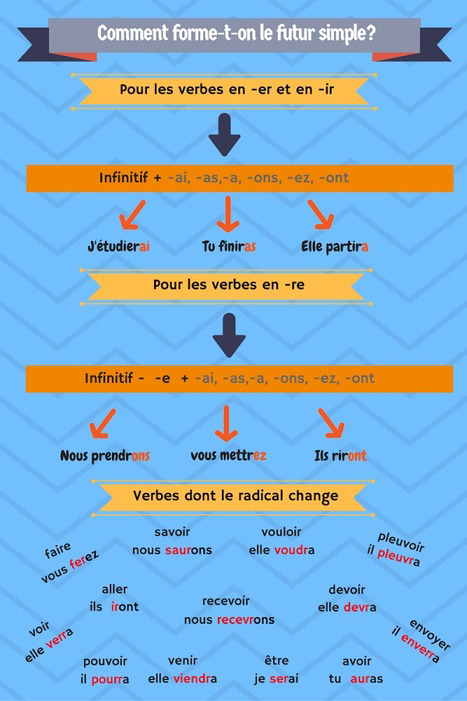 Comment forme-t-on le futur simple?
Pour les verbes en -er et en -ir
Infinitif + -ai, -as,-a, -ons, -ez, -ont
J'étudierai Tu finiras Elle partira
Pour les verbes en -re
Infinitif - -e + -ai, -as,-a, -ons, -ez, -ont
Nous prendrons vous mettrez Ils riront
Verbes dont le radical change
faire
vous ferez
savoir
nous saurons
vouloir
elle voudra
pleuvoir
il pleuvra
aller
ils iront
recevoir
nous recevrons
devoir
elle devra
voir
elle verra
envoyer
il enverra
pouvoir
il pourra
venir
elle viendra
être
je serai
avoir
tu auras